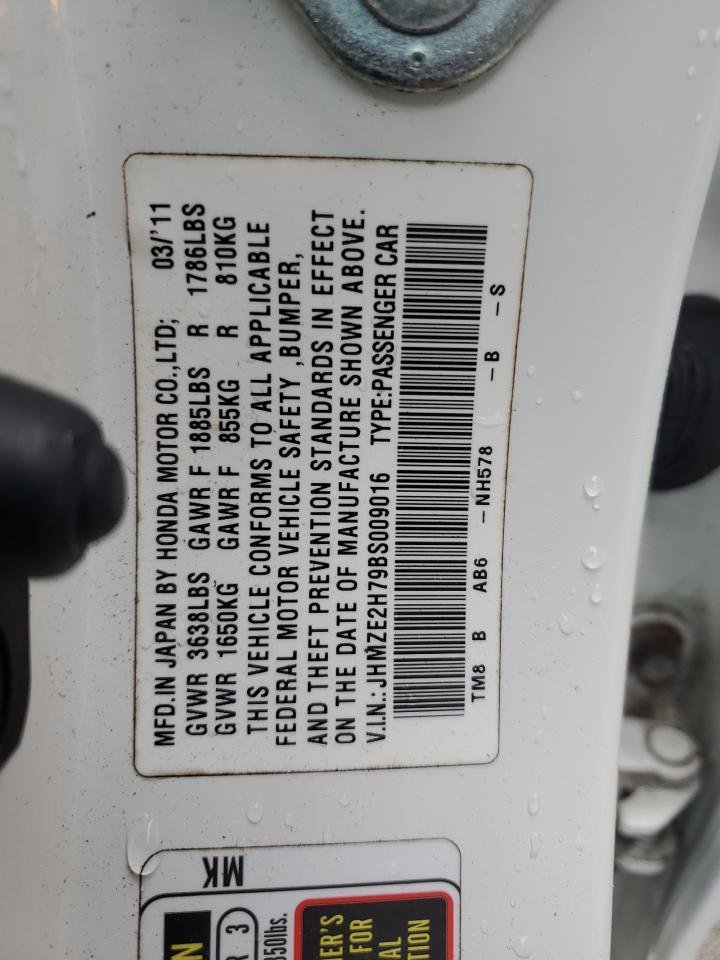 MFD.IN JAPAN BY HONDA MOTOR CO.,LTD; 03/'11
GVWR 3638LBS GAWR F 1885LBS R 1786LBS
GVWR 1650KG GAWR F 855KG R 810KG
THIS VEHICLE CONFORMS TO ALL APPLICABLE
FEDERAL MOTOR VEHICLE SAFETY ,BUMPER,
AND THEFT PREVENTION STANDARDS IN EFFECT
ON THE DATE OF MANUFACTURE SHOWN ABOVE.
V.I.N.: JHMZE2H79BS009016 TYPE:PASSENGER CAR
TM8 B AB6 -NH578 -B -S
MK
3
FOR